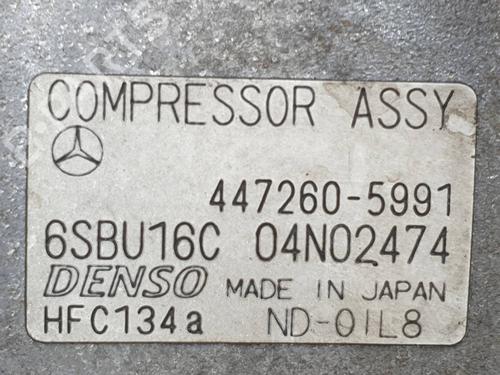 COMPRESSOR ASSY
447260-5991
6SBU16C 04N02474
DENSO MADE IN JAPAN
HFC134a ND-OIL8